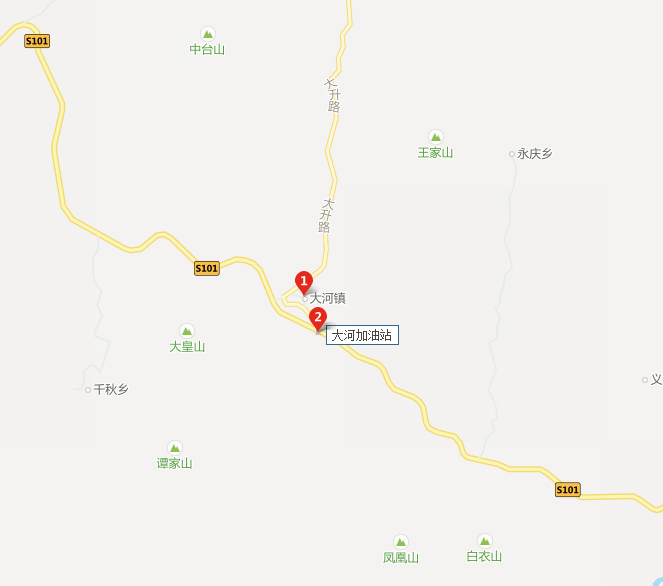 S101
中台山
大升路
王家山
永庆乡
大升路
S101
1
大河镇
2
大河加油站
大皇山
义
千秋乡
谭家山
S101
凤凰山
白衣山